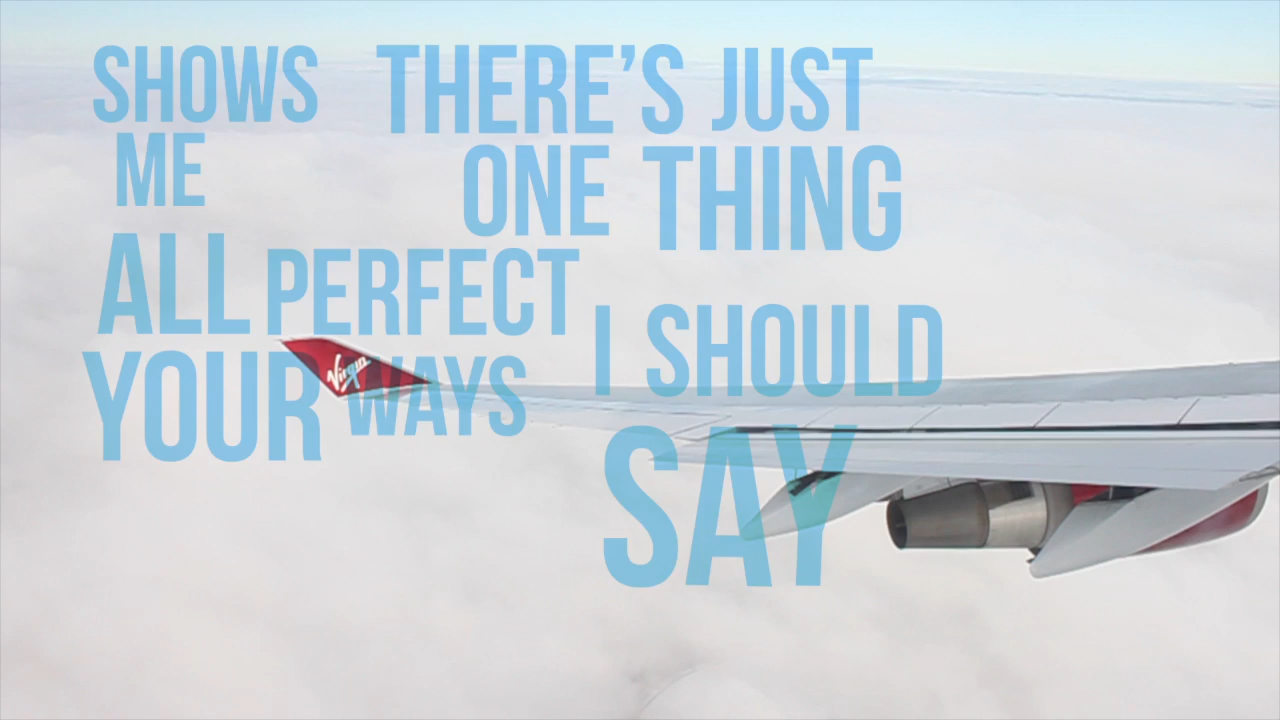 SHOWS
ME
ALL PERFECT
YOUR WAYS
THERE'S JUST
ONE THING
I SHOULD
SAY
Virgin